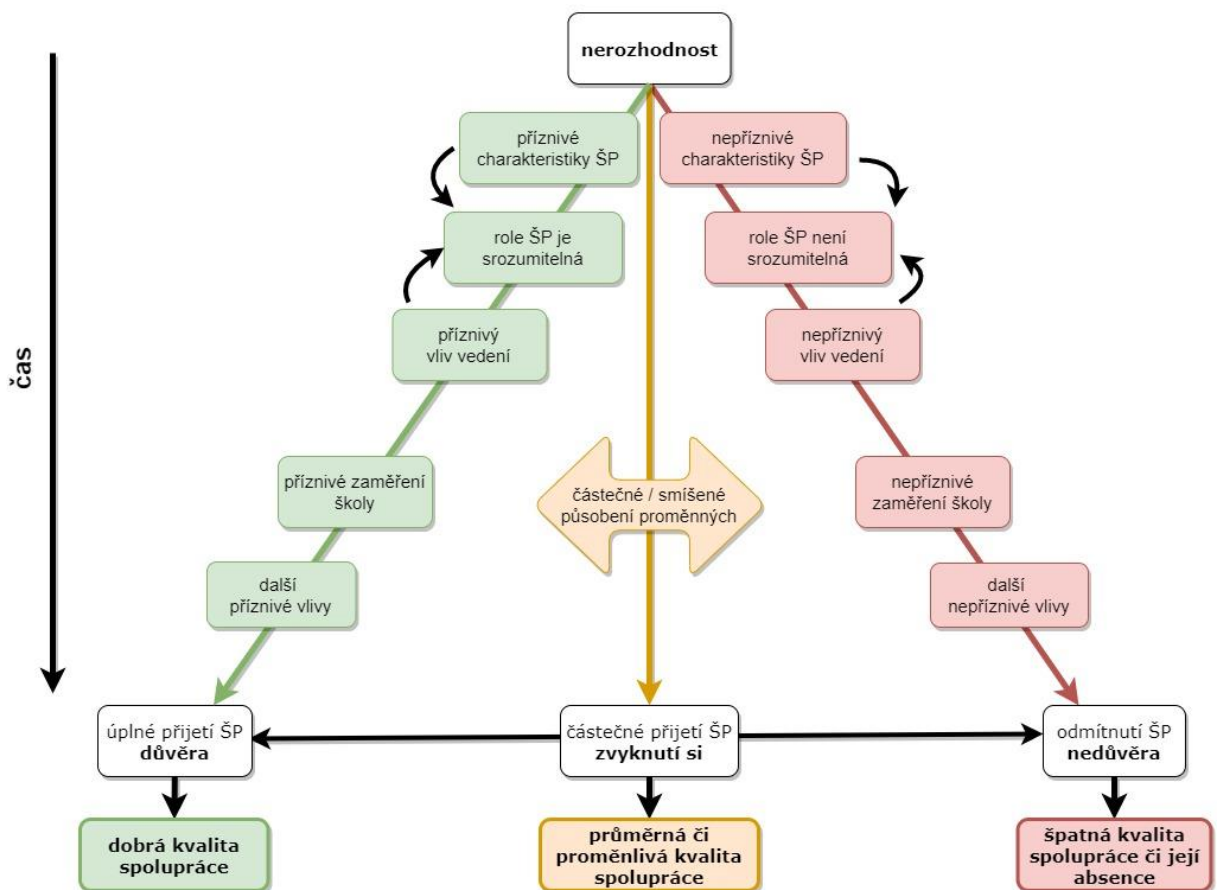 nerozhodnost
příznivé
charakteristiky ŠP
nepříznivé
charakteristiky ŠP
role ŠP je
srozumitelná
role ŠP není
srozumitelná
příznivý
vliv vedení
nepříznivý
vliv vedení
čas
příznivé zaměření
školy
částečné / smíšené
působení proměnných
nepříznivé
zaměření školy
další
příznivé vlivy
další
nepříznivé vlivy
úplné přijetí ŠP
důvěra
částečné přijetí ŠP
zvyknutí si
odmítnutí ŠP
nedůvěra
dobrá kvalita
spolupráce
průměrná či
proměnlivá kvalita
spolupráce
špatná kvalita
spolupráce či její
absence